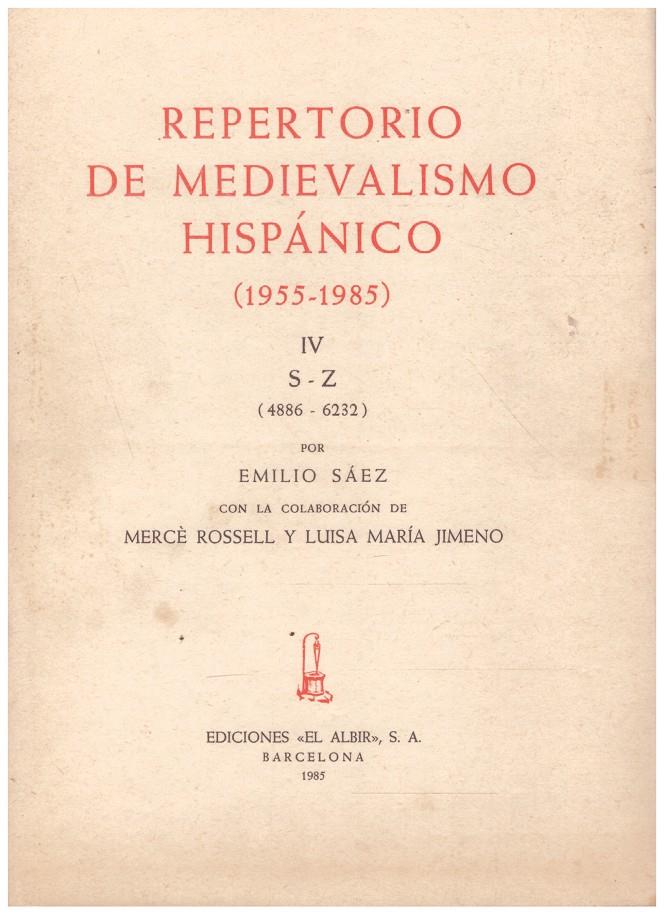 REPERTORIO
DE MEDIEVALISMO
HISPÁNICO
(1955-1985)
IV
S - Z
(4886 - 6232)
POR
EMILIO SÁEZ
CON LA COLABORACIÓN DE
MERCÈ ROSSELL Y LUISA MARÍA JIMENO
EDICIONES «EL ALBIR», S. A.
BARCELONA
1985